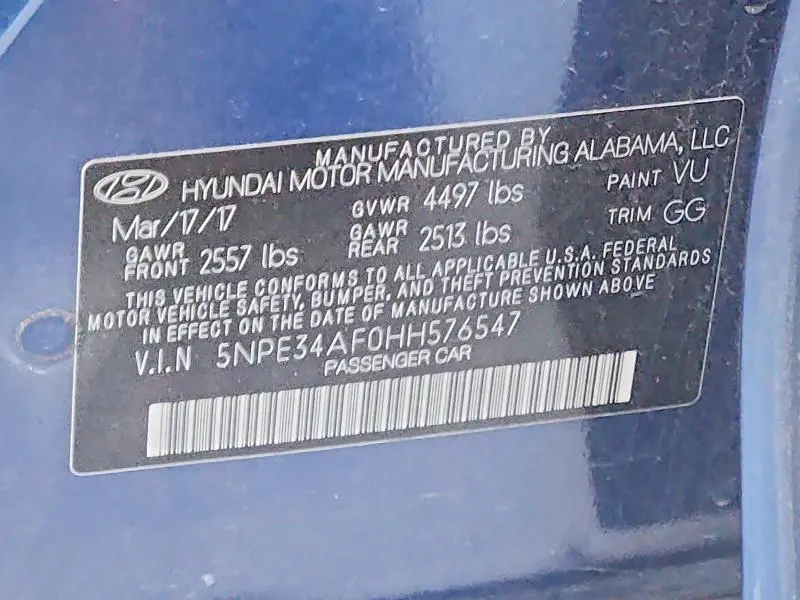 MANUFACTURED BY
HYUNDAI MOTOR MANUFACTURING ALABAMA, LLC
Mar/17/17 GVWR 4497 lbs PAINT VU
GAWR FRONT 2557 lbs GAWR REAR 2513 lbs TRIM GG
THIS VEHICLE CONFORMS TO ALL APPLICABLE U.S.A. FEDERAL
MOTOR VEHICLE SAFETY, BUMPER, AND THEFT PREVENTION STANDARDS
IN EFFECT ON THE DATE OF MANUFACTURE SHOWN ABOVE
V.I.N 5NPE34AF0HH576547
PASSENGER CAR